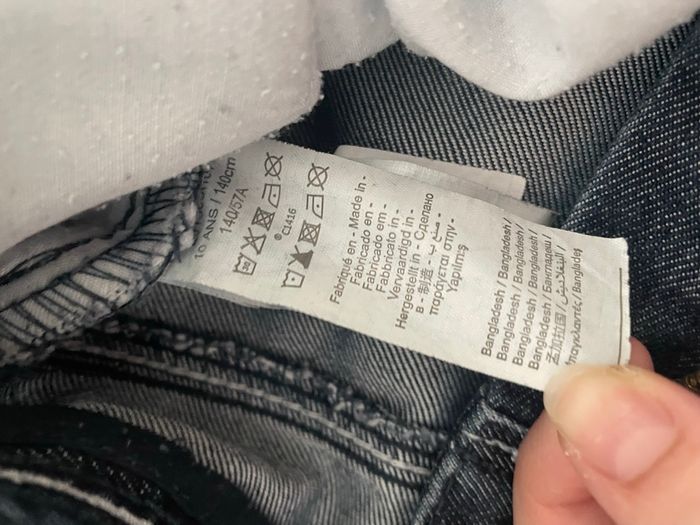 10 ANS / 140cm
140/57A
© C1416
Fabriqué en - Made in -
Fabricado en -
Fabricado em -
Fabbricato in -
Vervaardigd in -
Hergestellt in - Сделано
в - 制造 -
παράγεται στην -
Yapılmış
Bangladesh / Bangladesh /
Bangladesh / Bangladesh /
Bangladesh / Bangladesh /
Bangladesh / Бангладеш /
孟加拉国 /
Bangladeş